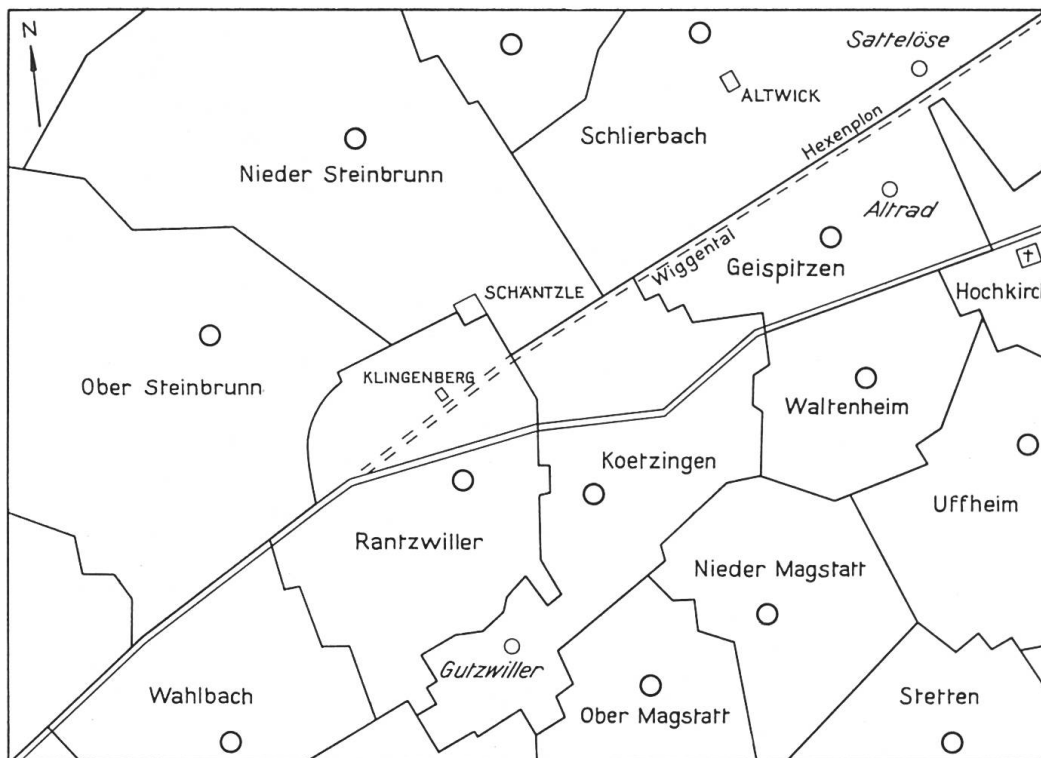 N
Sattelöse
ALTWICK
Schlierbach
Hexenplon
Nieder Steinbrunn
Altrad
Wiggental
Geispitzen
SCHÄNTZLE
Hochkirch
KLINGENBERG
Ober Steinbrunn
Waltenheim
Koetzingen
Uffheim
Rantzwiller
Nieder Magstatt
Gutzwiller
Wahlbach
Ober Magstatt
Stetten